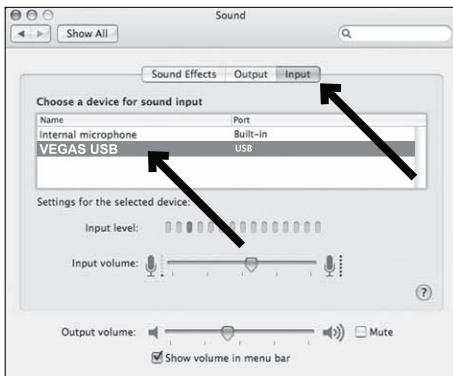 Sound
Show All
Sound Effects Output Input
Choose a device for sound input
Name Port
Internal microphone Built-in
VEGAS USB USB
Settings for the selected device:
Input level:
Input volume:
?
Output volume: Mute
Show volume in menu bar